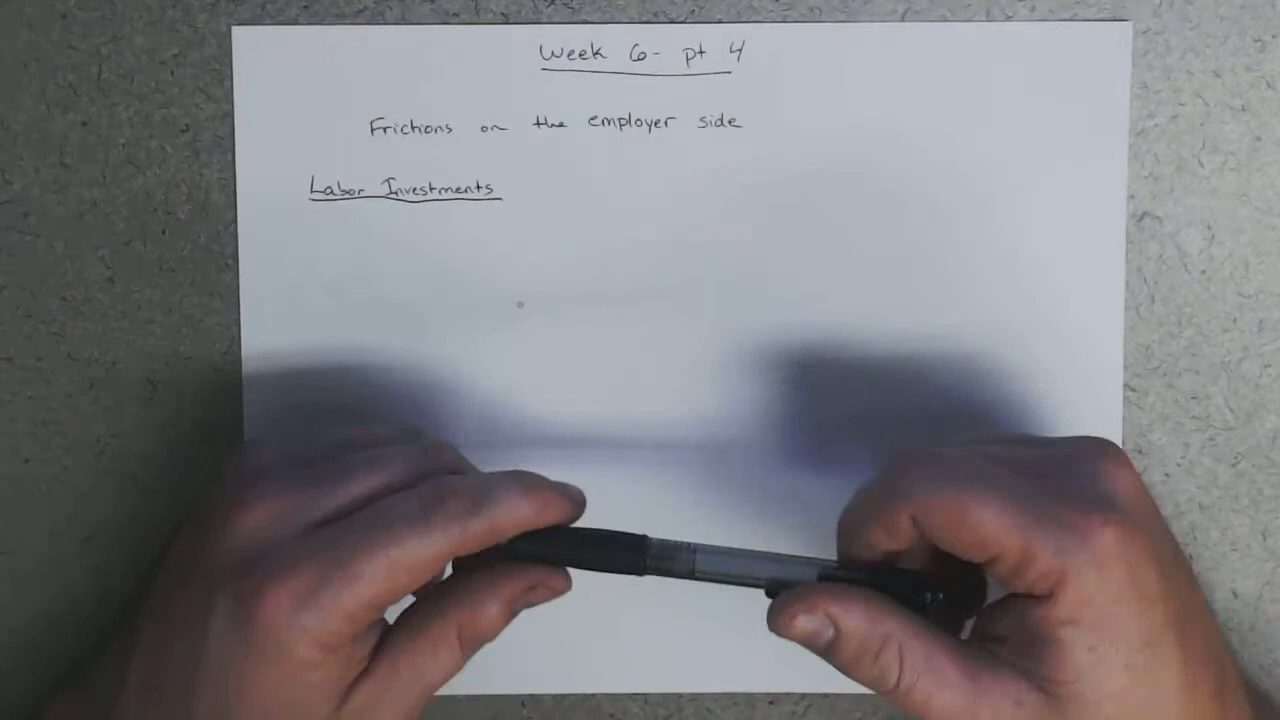 Week 6- pt 4
Frictions on the employer side
Labor Investments